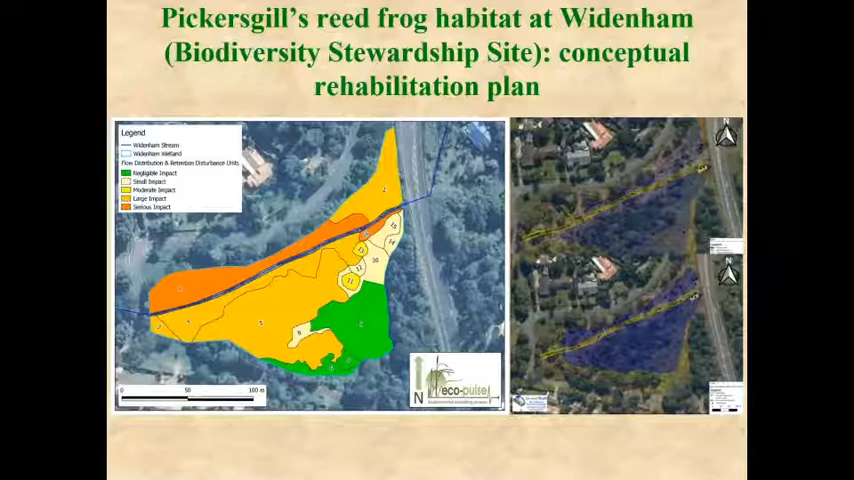 Pickersgill's reed frog habitat at Widenham
(Biodiversity Stewardship Site): conceptual
rehabilitation plan
Legend
Widenham Stream
Widenham Wetland
Flow Distribution & Retention Disturbance Units
Negligible Impact
Small Impact
Moderate Impact
Large Impact
Serious Impact
0 50 100 m
N
eco-pulse
N
N